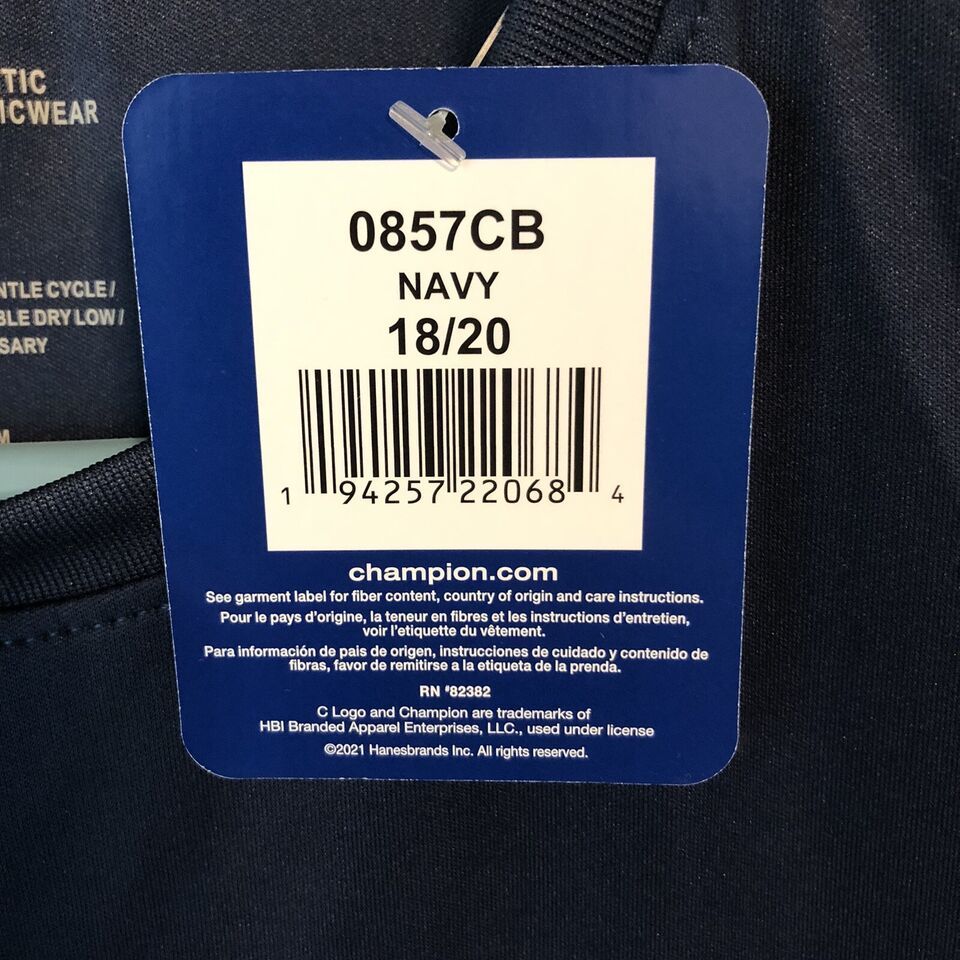 TIC
ICWEAR
NTLE CYCLE/
BLE DRY LOW/
SARY
M
0857CB
NAVY
18/20
1 94257 22068 4
champion.com
See garment label for fiber content, country of origin and care instructions.
Pour le pays d'origine, la teneur en fibres et les instructions d'entretien,
voir l'etiquette du vêtement.
Para información de pais de origen, instrucciones de cuidado y contenido de
fibras, favor de remitirse a la etiqueta de la prenda.
RN #82382
C Logo and Champion are trademarks of
HBI Branded Apparel Enterprises, LLC., used under license
©2021 Hanesbrands Inc. All rights reserved.